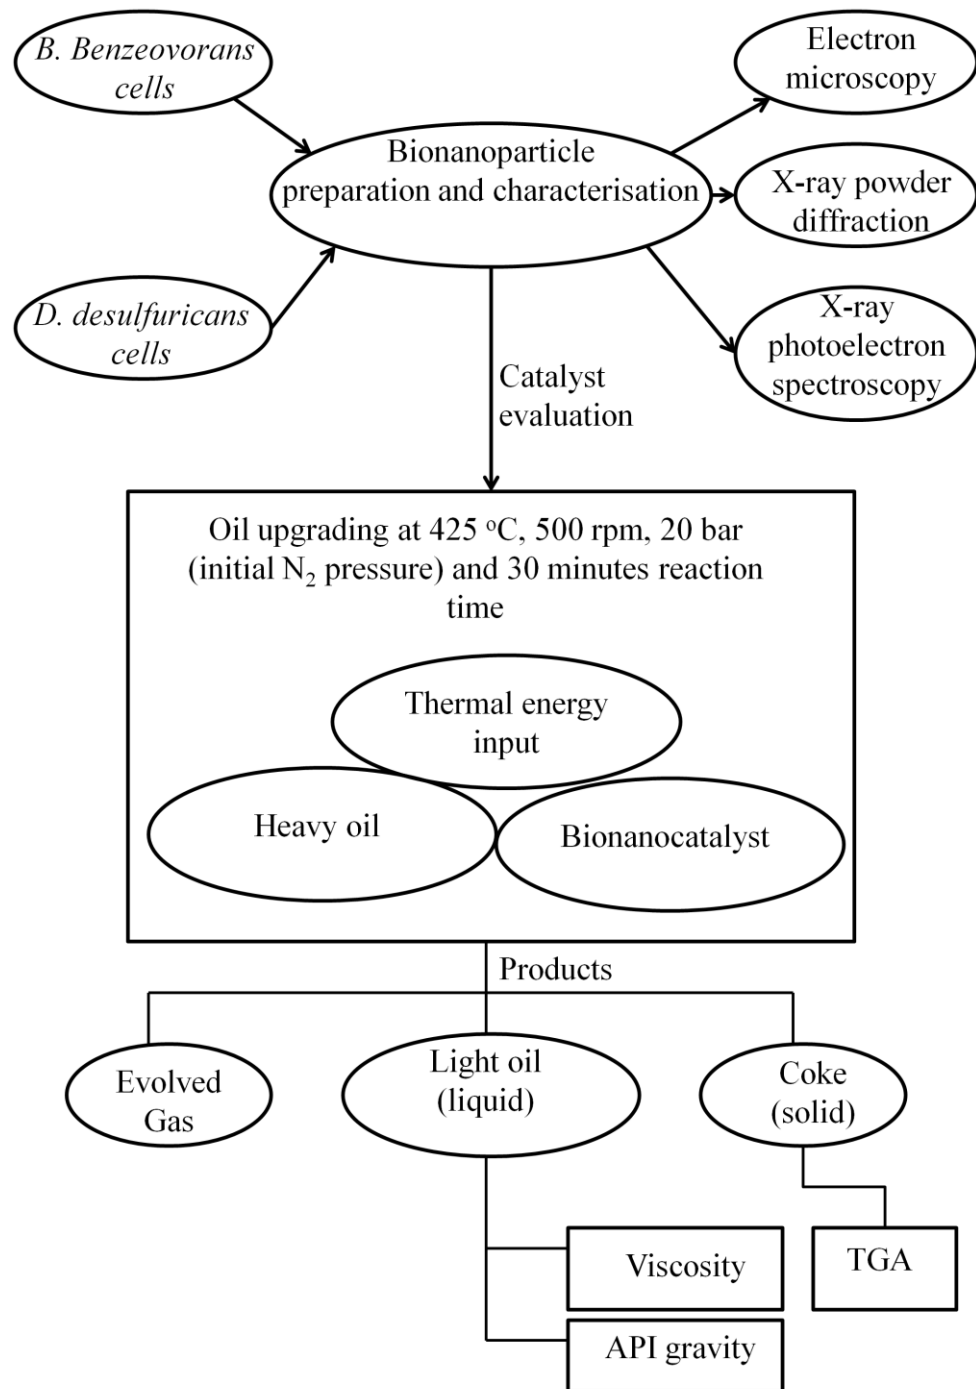 B. Benzeovorans
cells
Electron
microscopy
Bionanoparticle
preparation and characterisation
X-ray powder
diffraction
D. desulfuricans
cells
X-ray
photoelectron
spectroscopy
Catalyst
evaluation
Oil upgrading at 425 °C, 500 rpm, 20 bar
(initial N₂ pressure) and 30 minutes reaction
time
Thermal energy
input
Heavy oil
Bionanocatalyst
Products
Evolved
Gas
Light oil
(liquid)
Coke
(solid)
Viscosity
TGA
API gravity